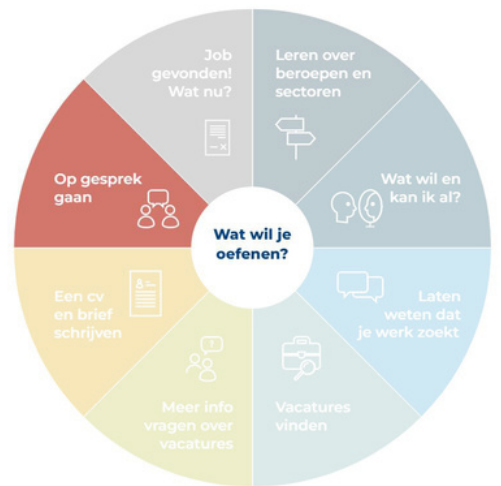 Job
gevonden!
Wat nu?
Leren over
beroepen en
sectoren
Op gesprek
gaan
Wat wil en
kan ik al?
Wat wil je
oefenen?
Een cv
en brief
schrijven
Laten
weten dat
je werk zoekt
Meer info
vragen over
vacatures
Vacatures
vinden